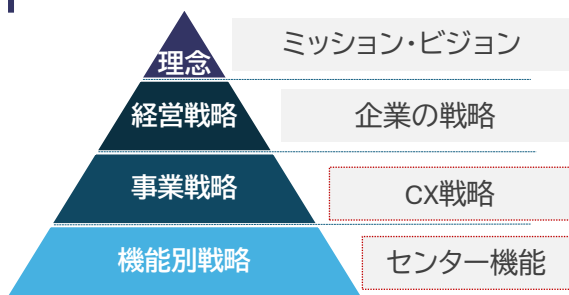 理念
ミッション・ビジョン
経営戦略
企業の戦略
事業戦略
CX戦略
機能別戦略
センター機能